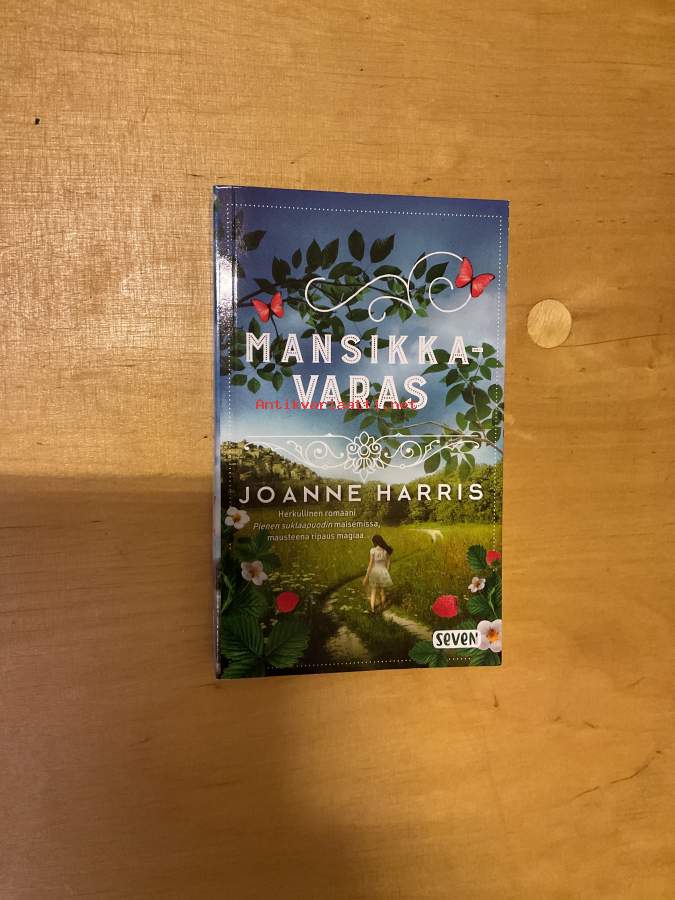 MANSIKKA-
VARAS
Antikvariaatti.net
JOANNE HARRIS
Herkullinen romaani
Pienen suklaapuodin maisemissa,
mausteena ripaus magiaa...
seven